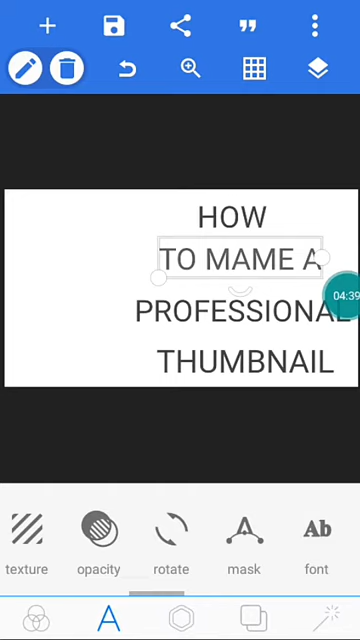 HOW
TO MAME A
04:39
PROFESSIONAL
THUMBNAIL
texture opacity rotate mask font
Ab
A